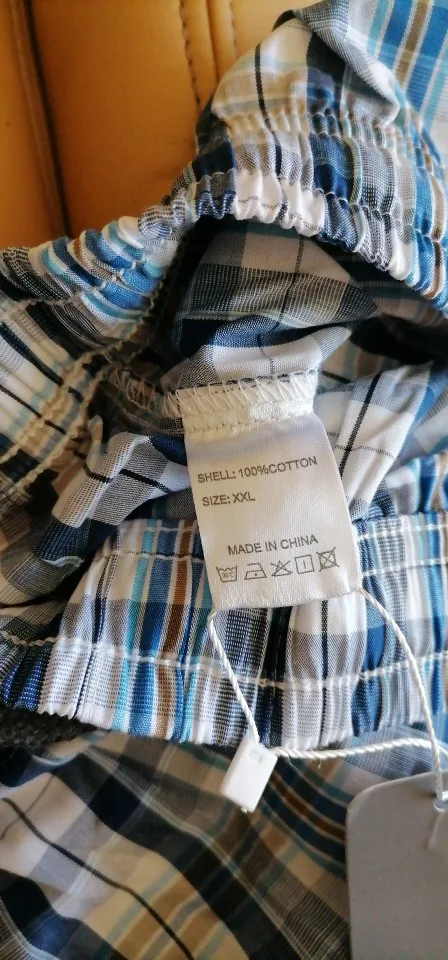 SHELL: 100%COTTON
SIZE: XXL
MADE IN CHINA